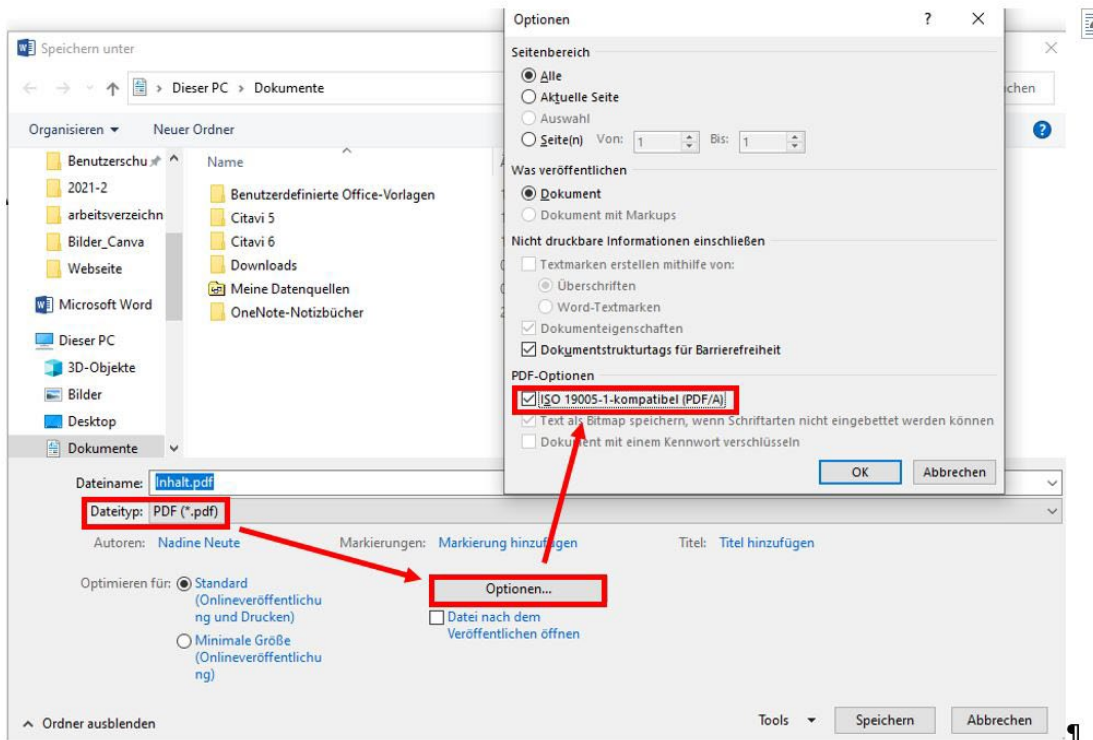 Speichern unter
Dieser PC > Dokumente
chen
Organisieren
Neuer Ordner
Benutzerschu
2021-2
arbeitsverzeichn
Bilder_Canva
Webseite
Microsoft Word
Dieser PC
3D-Objekte
Bilder
Desktop
Dokumente
Name
Benutzerdefinierte Office-Vorlagen
Citavi 5
Citavi 6
Downloads
Meine Datenquellen
OneNote-Notizbücher
Optionen
?
Seitenbereich
Alle
Aktuelle Seite
Auswahl
Seite(n) Von: 1 Bis: 1
Was veröffentlichen
Dokument
Dokument mit Markups
Nicht druckbare Informationen einschließen
Textmarken erstellen mithilfe von:
Überschriften
Word-Textmarken
Dokumenteigenschaften
Dokumentstrukturtags für Barrierefreiheit
PDF-Optionen
ISO 19005-1-kompatibel (PDF/A)
Text als Bitmap speichern, wenn Schriftarten nicht eingebettet werden können
Dokument mit einem Kennwort verschlüsseln
OK
Abbrechen
Dateiname: Inhalt.pdf
Dateityp: PDF (*.pdf)
Autoren: Nadine Neute
Markierungen: Markierung hinzufügen
Titel: Titel hinzufügen
Optimieren für: Standard
(Onlineveröffentlichu
ng und Drucken)
Minimale Größe
(Onlineveröffentlichu
ng)
Optionen...
Datei nach dem
Veröffentlichen öffnen
Ordner ausblenden
Tools
Speichern
Abbrechen
¶